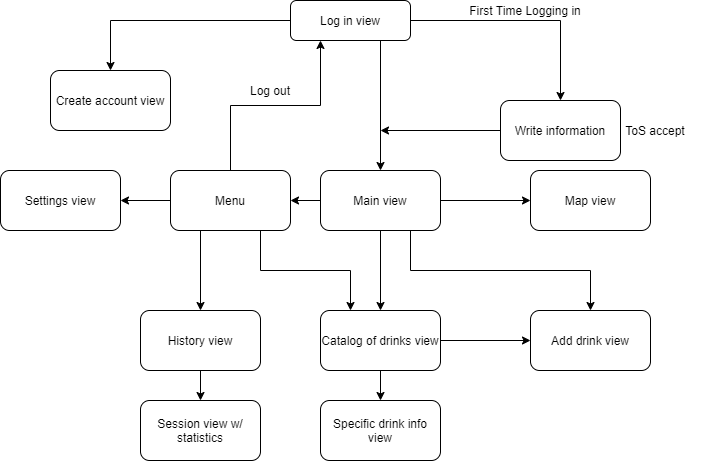 Log in view
First Time Logging in
Create account view
Log out
Write information
ToS accept
Settings view
Menu
Main view
Map view
History view
Catalog of drinks view
Add drink view
Session view w/
statistics
Specific drink info
view